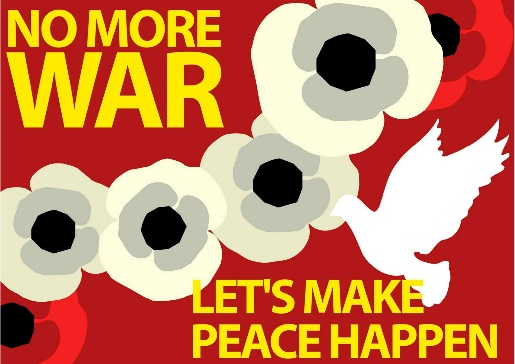 NO MORE
WAR
LET'S MAKE
PEACE HAPPEN